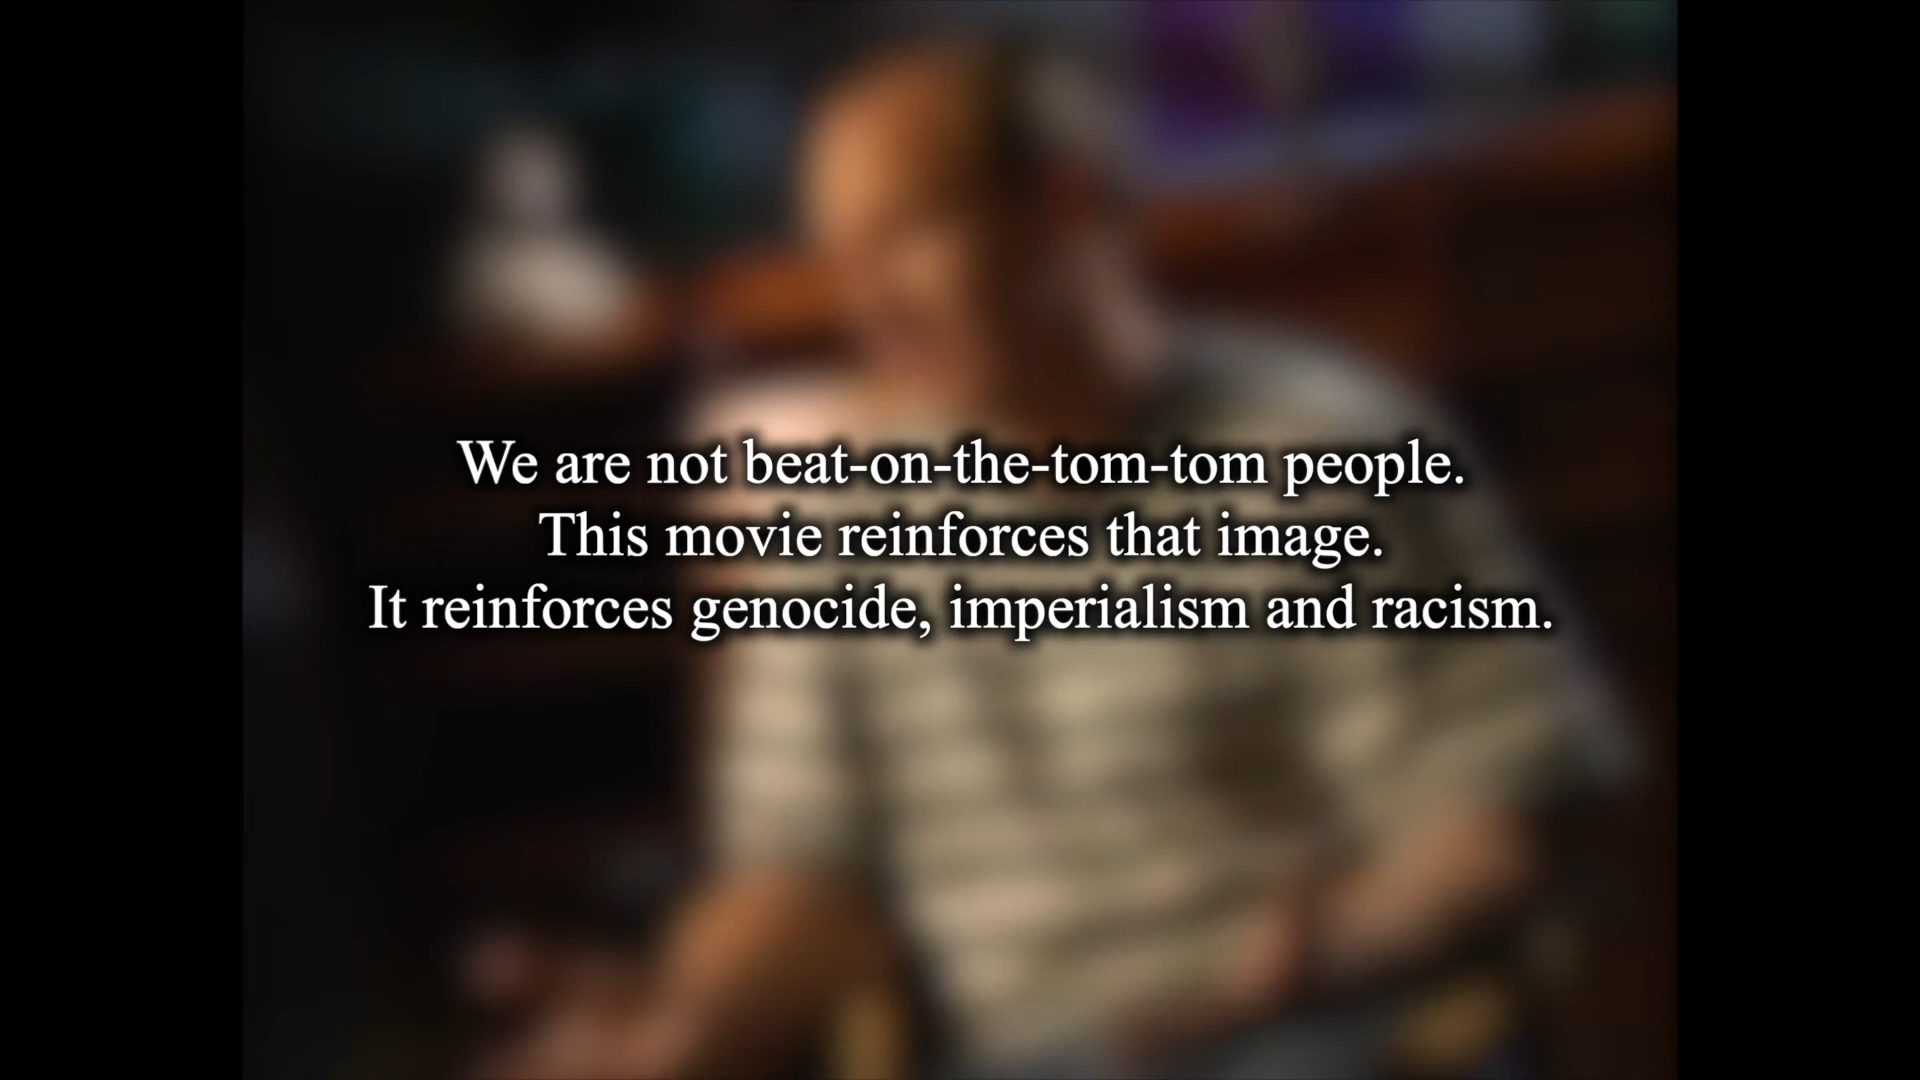 We are not beat-on-the-tom-tom people.
This movie reinforces that image.
It reinforces genocide, imperialism and racism.